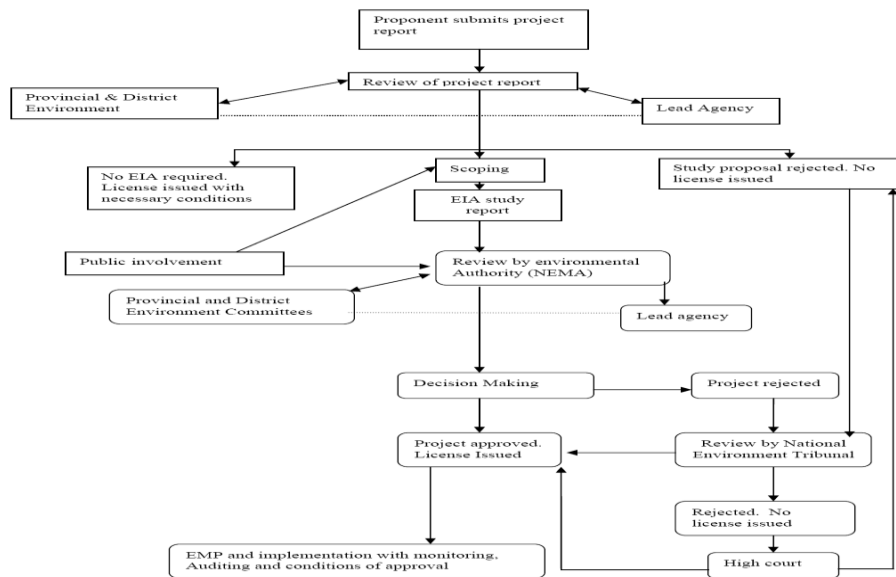 Proponent submits project
report
Review of project report
Provincial & District
Environment
Lead Agency
No EIA required.
License issued with
necessary conditions
Scoping
Study proposal rejected. No
license issued
EIA study
report
Public involvement
Review by environmental
Authority (NEMA)
Provincial and District
Environment Committees
Lead agency
Decision Making
Project rejected
Project approved.
License Issued
Review by National
Environment Tribunal
Rejected. No
license issued
EMP and implementation with monitoring,
Auditing and conditions of approval
High court